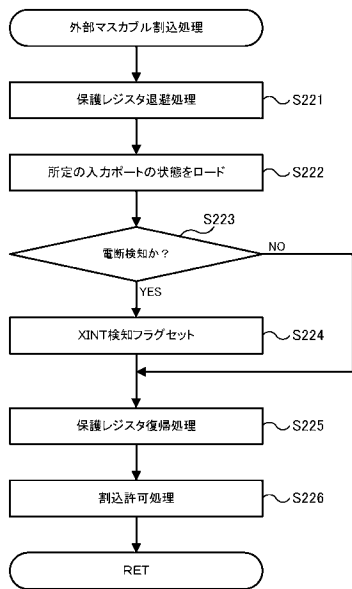 外部マスカブル割込処理
保護レジスタ退避処理
S221
所定の入力ポートの状態をロード
S222
S223
電断検知か?
NO
YES
XINT検知フラグセット
S224
保護レジスタ復帰処理
S225
割込許可処理
S226
RET